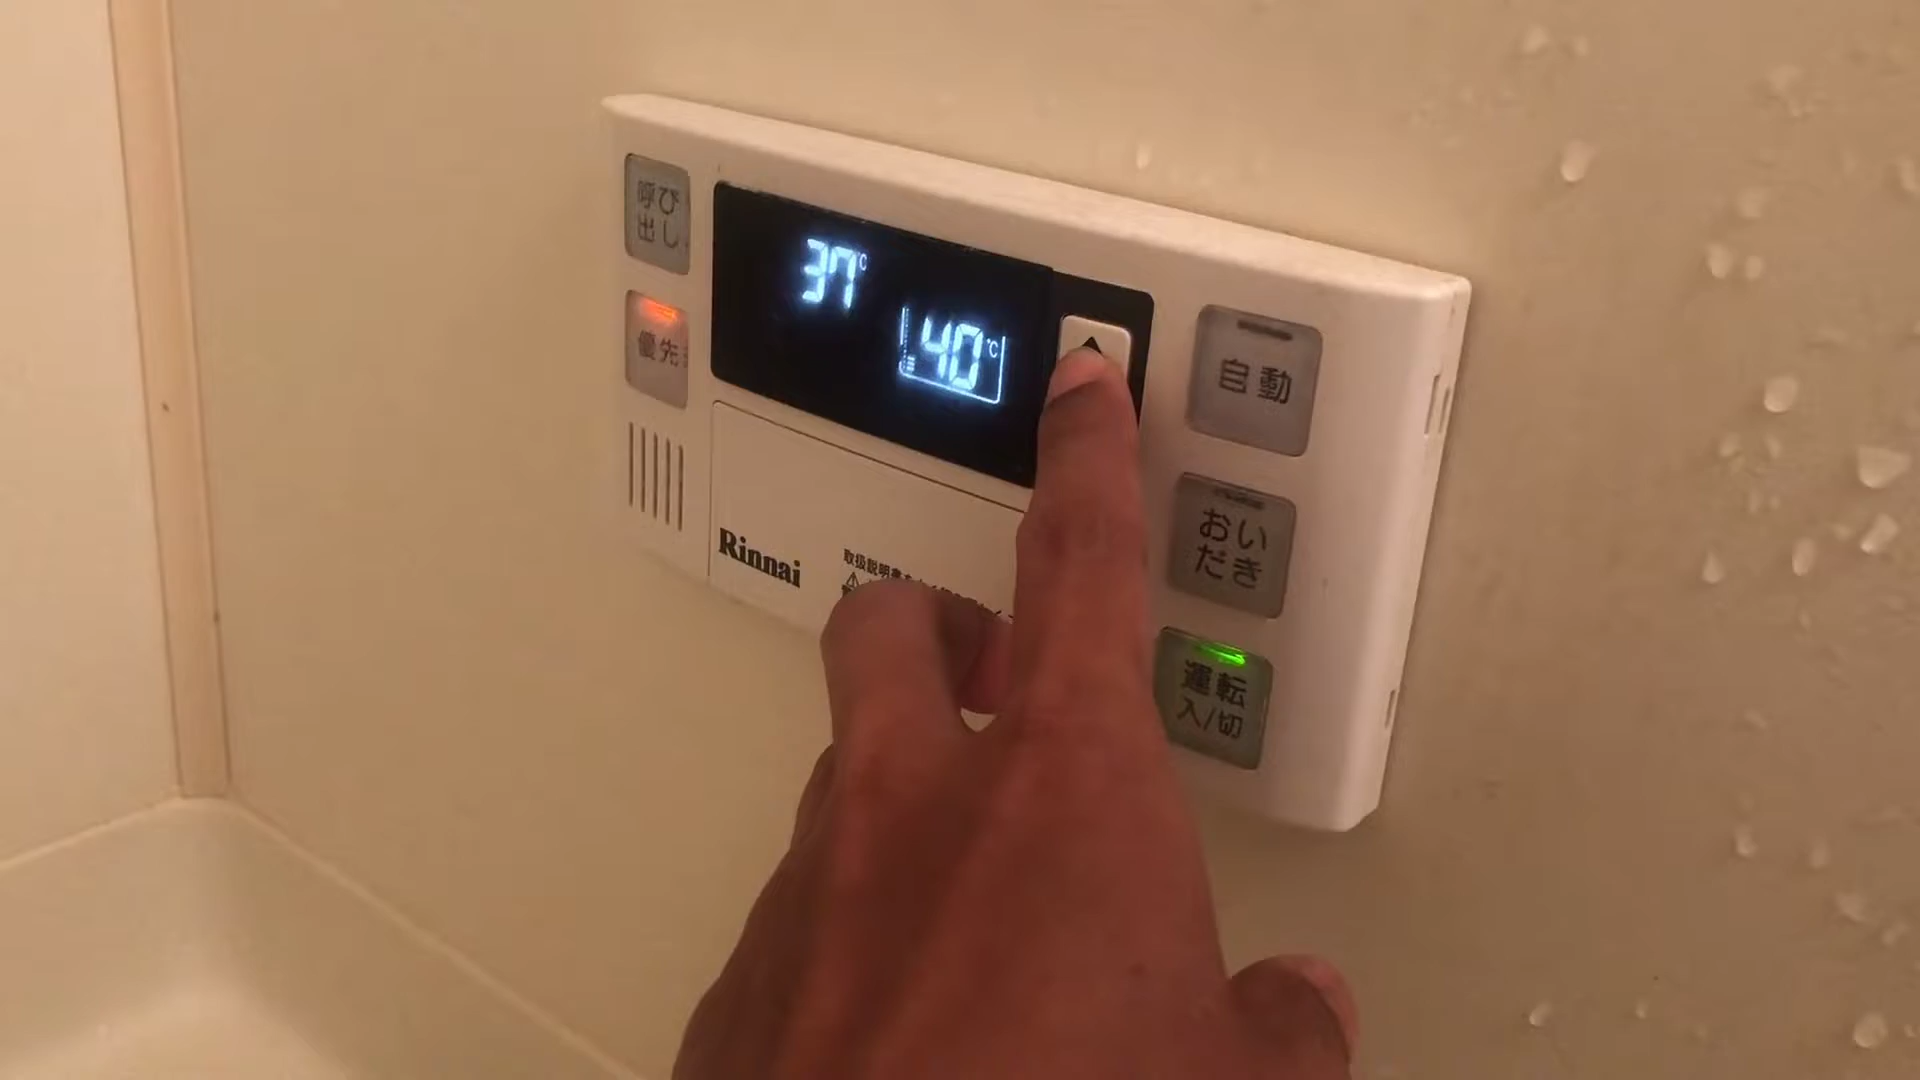 呼び
出し
37℃
優先
40℃
自動
おい
だき
Rinnai
取扱説明書を
運転
入/切